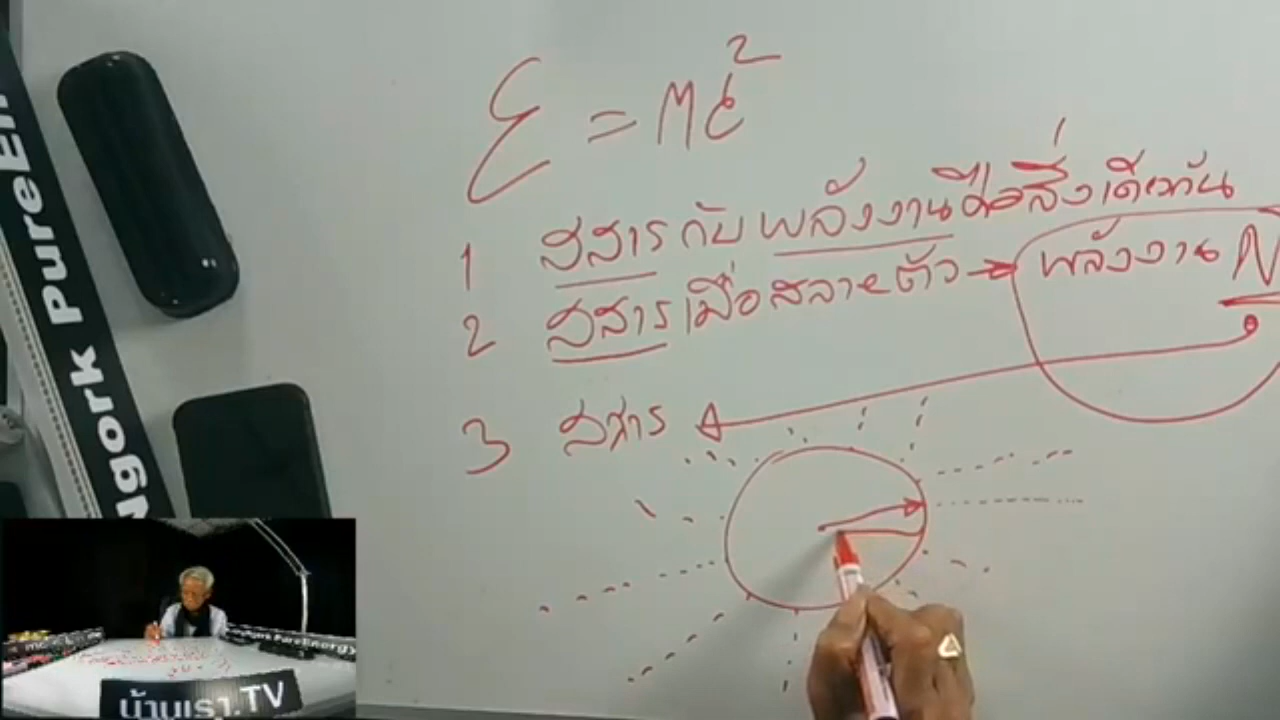 E = MC²
1 สสารกับพลังงานคือสิ่งเดียวกัน
2 สสารเมื่อสลายตัว → พลังงาน N
3 สสาร
ngork PureEn
PureEnergy
บ้านเรา.TV